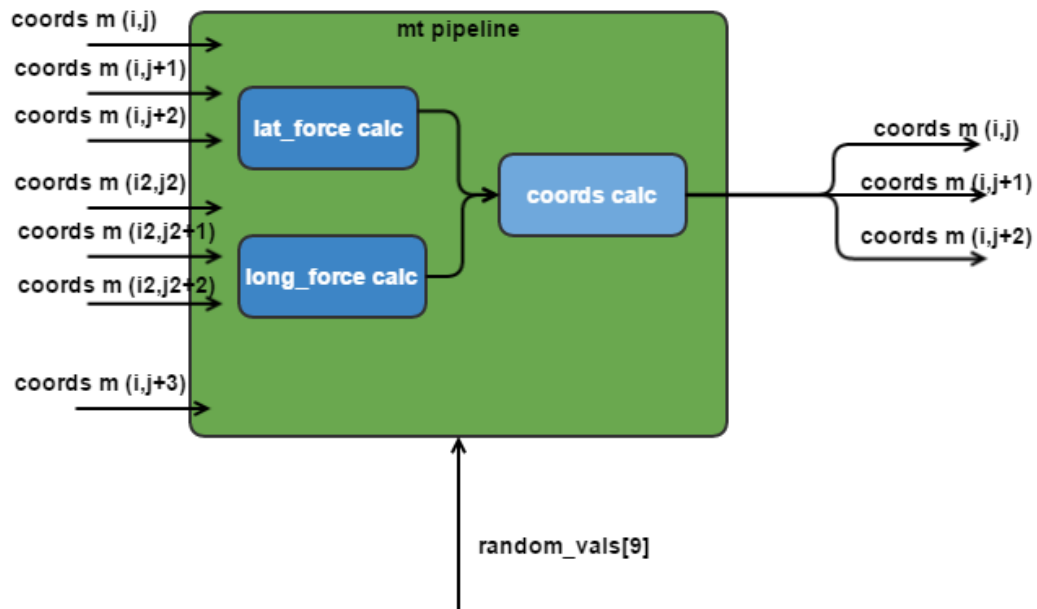 coords m (i,j)
coords m (i,j+1)
coords m (i,j+2)
coords m (i2,j2)
coords m (i2,j2+1)
coords m (i2,j2+2)
coords m (i,j+3)
mt pipeline
lat_force calc
long_force calc
coords calc
coords m (i,j)
coords m (i,j+1)
coords m (i,j+2)
random_vals[9]